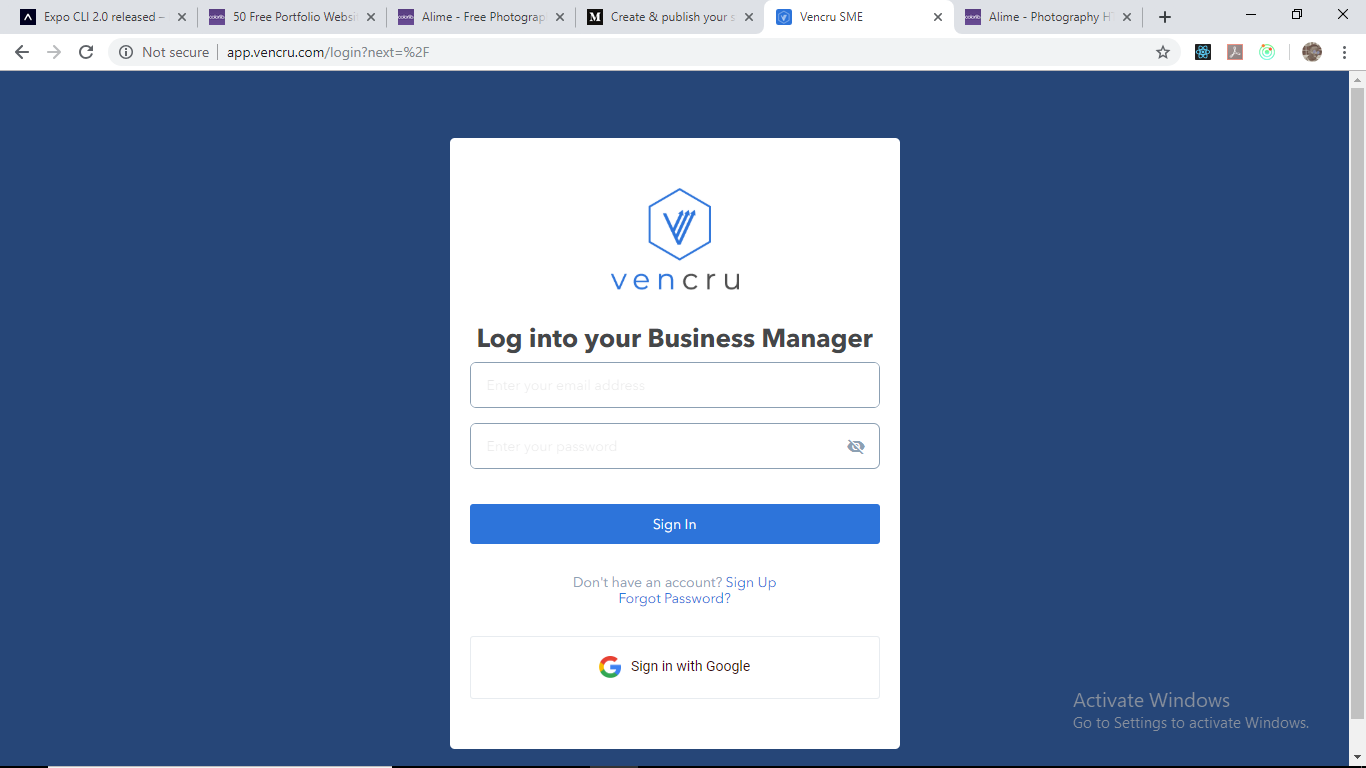 Expo CLI 2.0 released –
50 Free Portfolio Websi
Alime - Free Photograp
Create & publish your s
Vencru SME
Alime - Photography H
Not secure
app.vencru.com/login?next=%2F
vencru
Log into your Business Manager
Enter your email address
Enter your password
Sign In
Don't have an account? Sign Up
Forgot Password?
Sign in with Google
Activate Windows
Go to Settings to activate Windows.